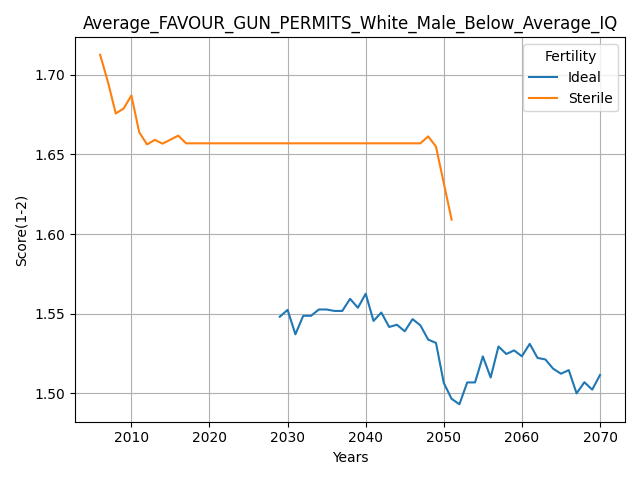 Average_FAVOUR_GUN_PERMITS_White_Male_Below_Average_IQ
Fertility
Ideal
Sterile
Score(1-2)
1.70
1.65
1.60
1.55
1.50
2010 2020 2030 2040 2050 2060 2070
Years